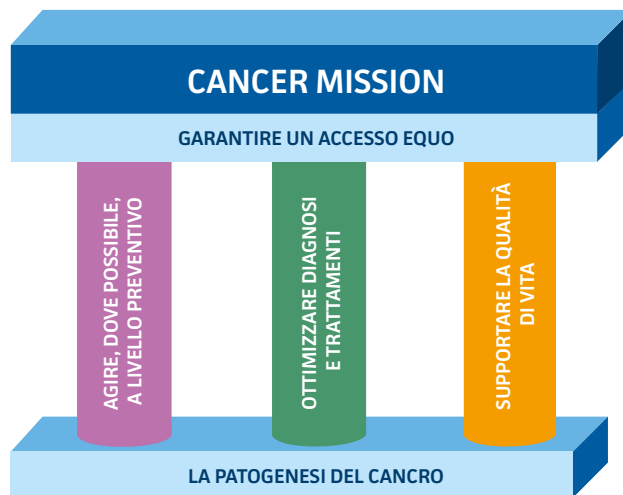 CANCER MISSION
GARANTIRE UN ACCESSO EQUO
AGIRE, DOVE POSSIBILE,
A LIVELLO PREVENTIVO
OTTIMIZZARE DIAGNOSI
E TRATTAMENTI
SUPPORTARE LA QUALITÀ
DI VITA
LA PATOGENESI DEL CANCRO